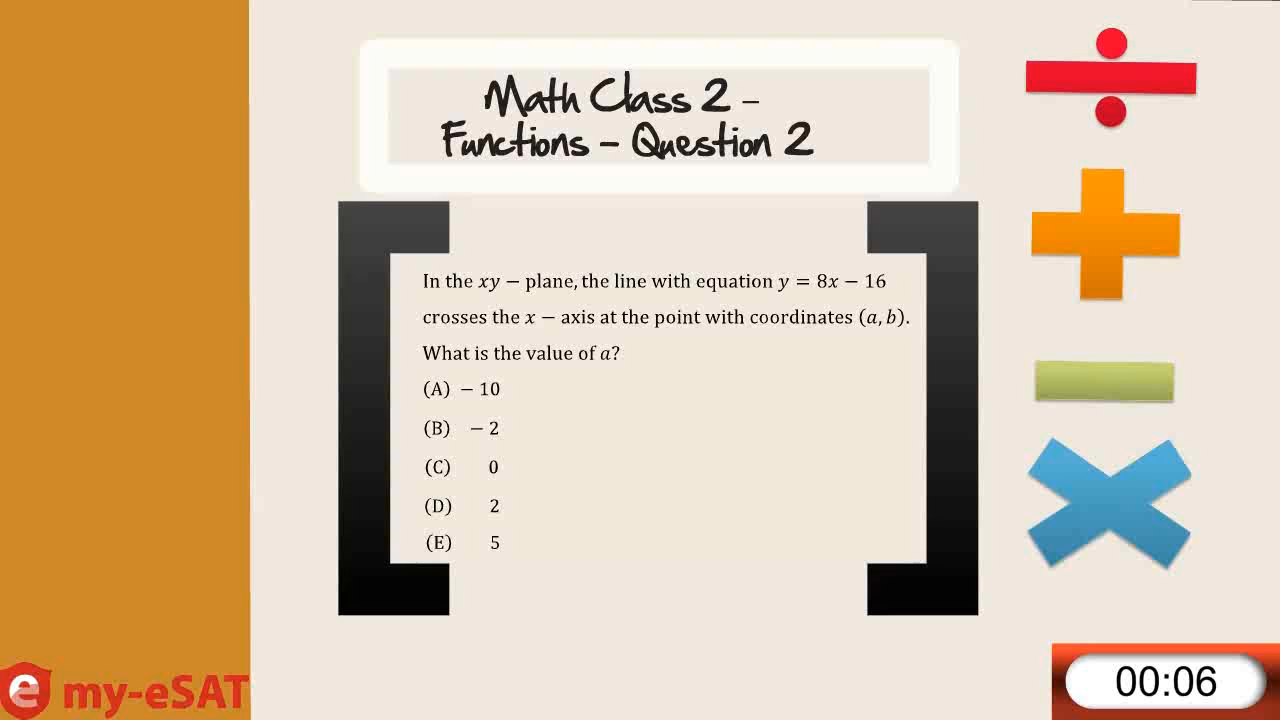 Math Class 2 –
Functions – Question 2
In the xy − plane, the line with equation y = 8x − 16
crosses the x − axis at the point with coordinates (a, b).
What is the value of a?
(A) − 10
(B) − 2
(C) 0
(D) 2
(E) 5
e my-eSAT
00:06